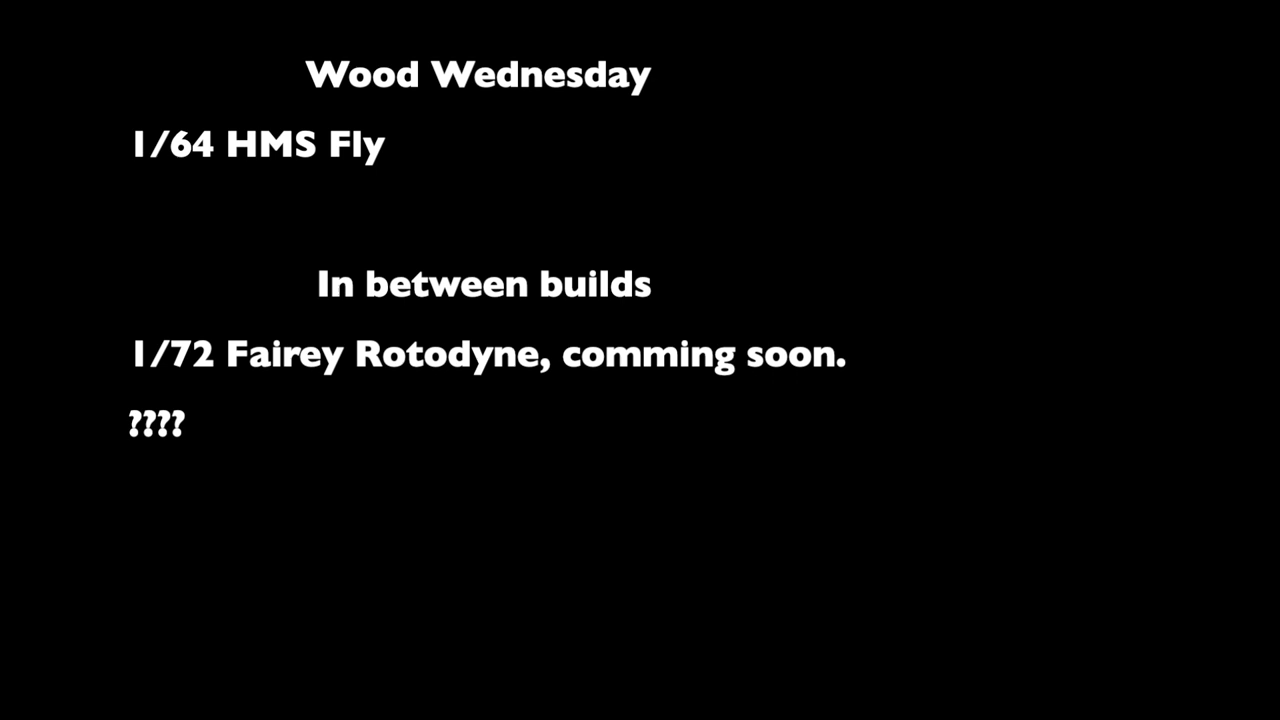 Wood Wednesday
1/64 HMS Fly
In between builds
1/72 Fairey Rotodyne, comming soon.
????